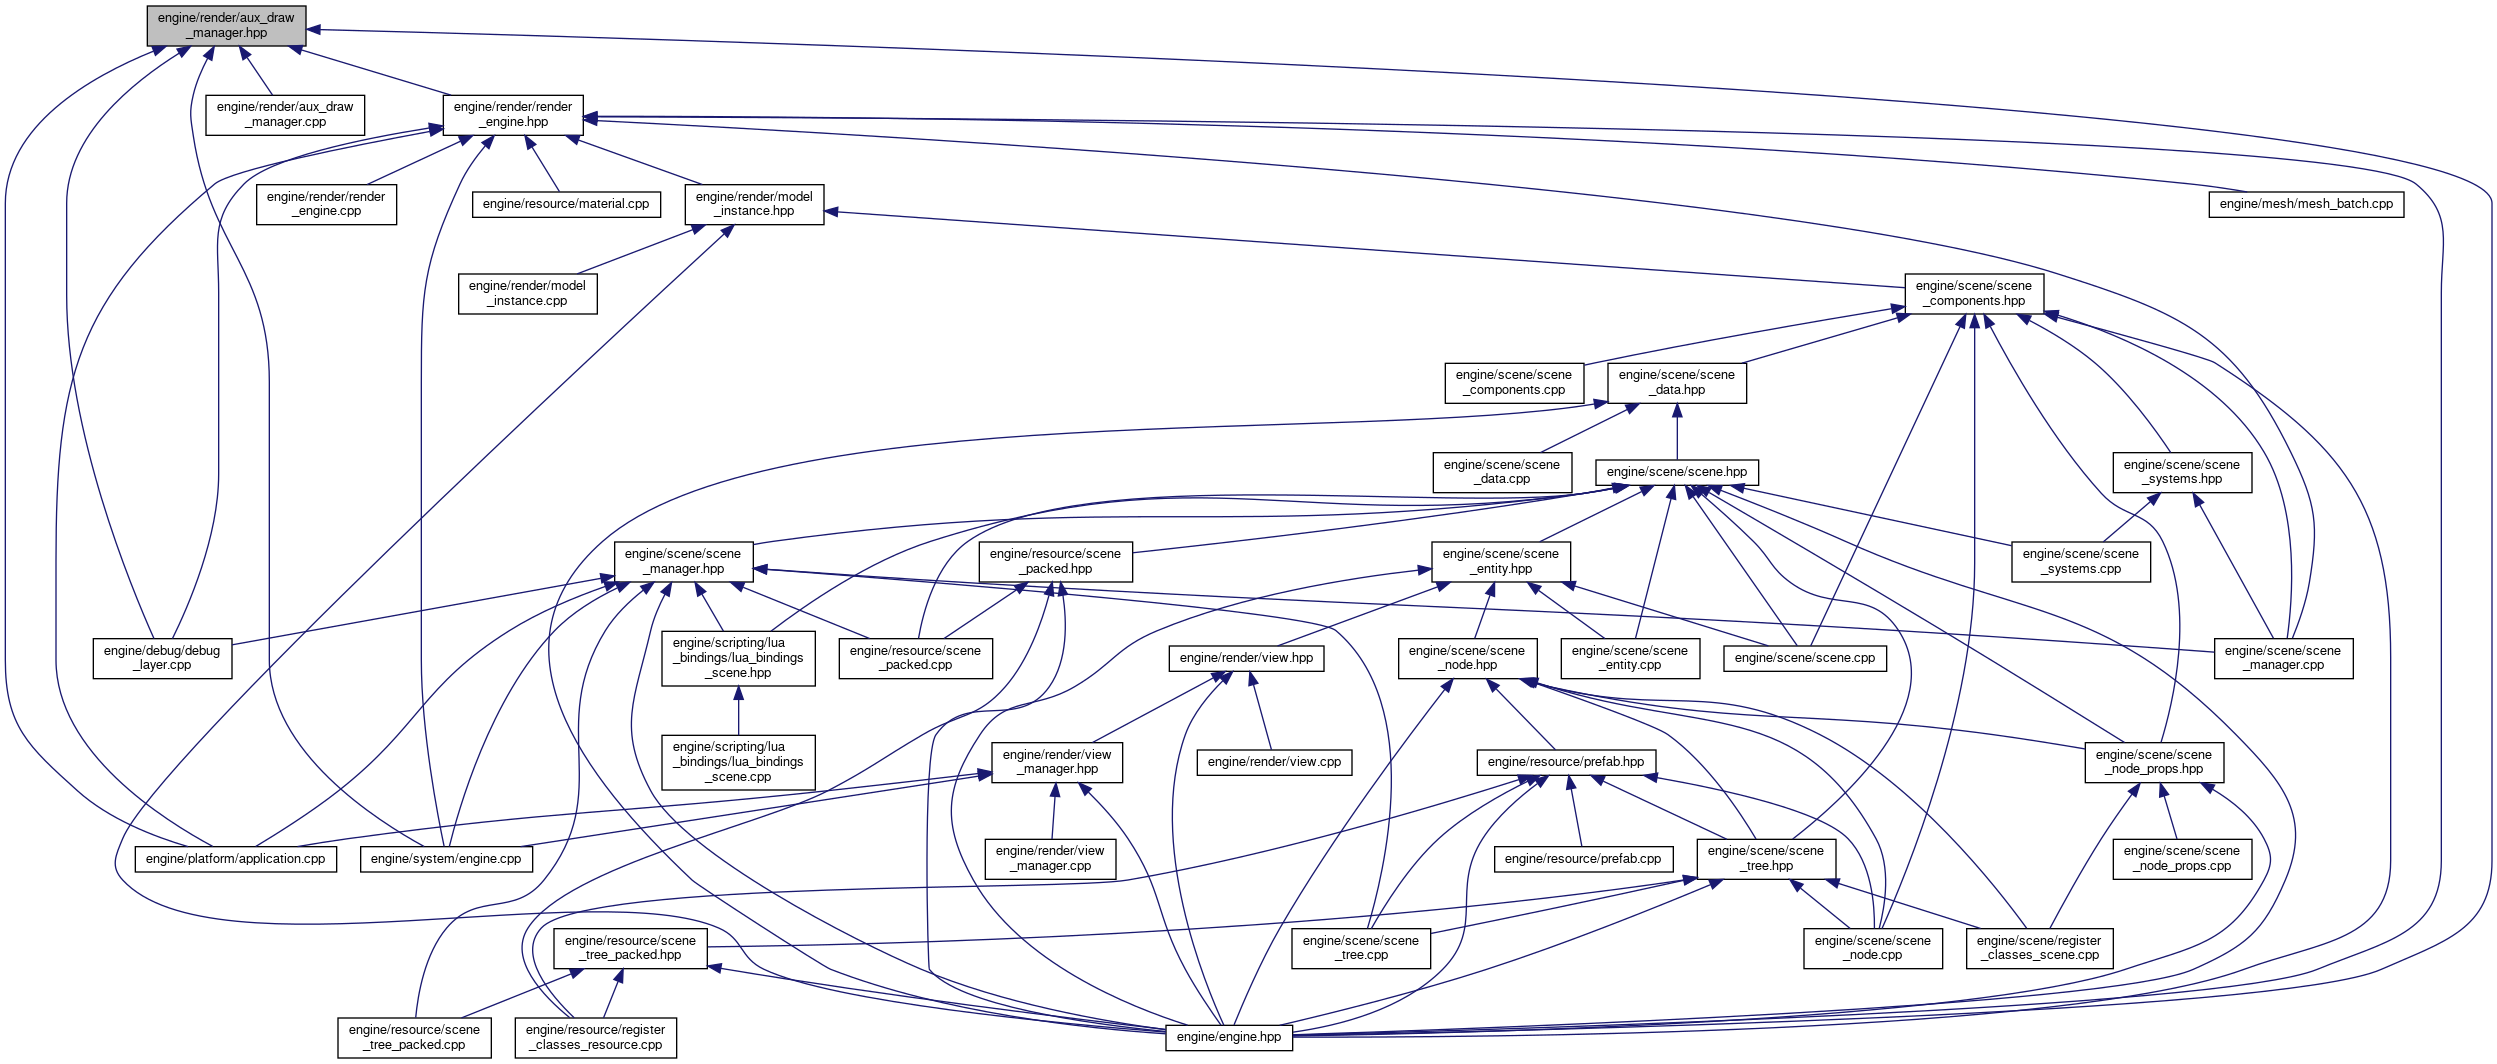 engine/render/aux_draw
_manager.hpp
engine/render/aux_draw
_manager.cpp
engine/render/render
_engine.hpp
engine/render/render
_engine.cpp
engine/resource/material.cpp
engine/render/model
_instance.hpp
engine/mesh/mesh_batch.cpp
engine/render/model
_instance.cpp
engine/scene/scene
_components.hpp
engine/scene/scene
_components.cpp
engine/scene/scene
_data.hpp
engine/scene/scene
_data.cpp
engine/scene/scene.hpp
engine/scene/scene
_systems.hpp
engine/scene/scene
_manager.hpp
engine/resource/scene
_packed.hpp
engine/scene/scene
_entity.hpp
engine/scene/scene
_systems.cpp
engine/debug/debug
_layer.cpp
engine/scripting/lua
_bindings/lua_bindings
_scene.hpp
engine/resource/scene
_packed.cpp
engine/render/view.hpp
engine/scene/scene
_node.hpp
engine/scene/scene
_entity.cpp
engine/scene/scene.cpp
engine/scene/scene
_manager.cpp
engine/scripting/lua
_bindings/lua_bindings
_scene.cpp
engine/render/view
_manager.hpp
engine/render/view.cpp
engine/resource/prefab.hpp
engine/scene/scene
_node_props.hpp
engine/platform/application.cpp
engine/system/engine.cpp
engine/render/view
_manager.cpp
engine/resource/prefab.cpp
engine/scene/scene
_tree.hpp
engine/scene/scene
_node_props.cpp
engine/resource/scene
_tree_packed.hpp
engine/scene/scene
_tree.cpp
engine/scene/scene
_node.cpp
engine/scene/register
_classes_scene.cpp
engine/resource/scene
_tree_packed.cpp
engine/resource/register
_classes_resource.cpp
engine/engine.hpp